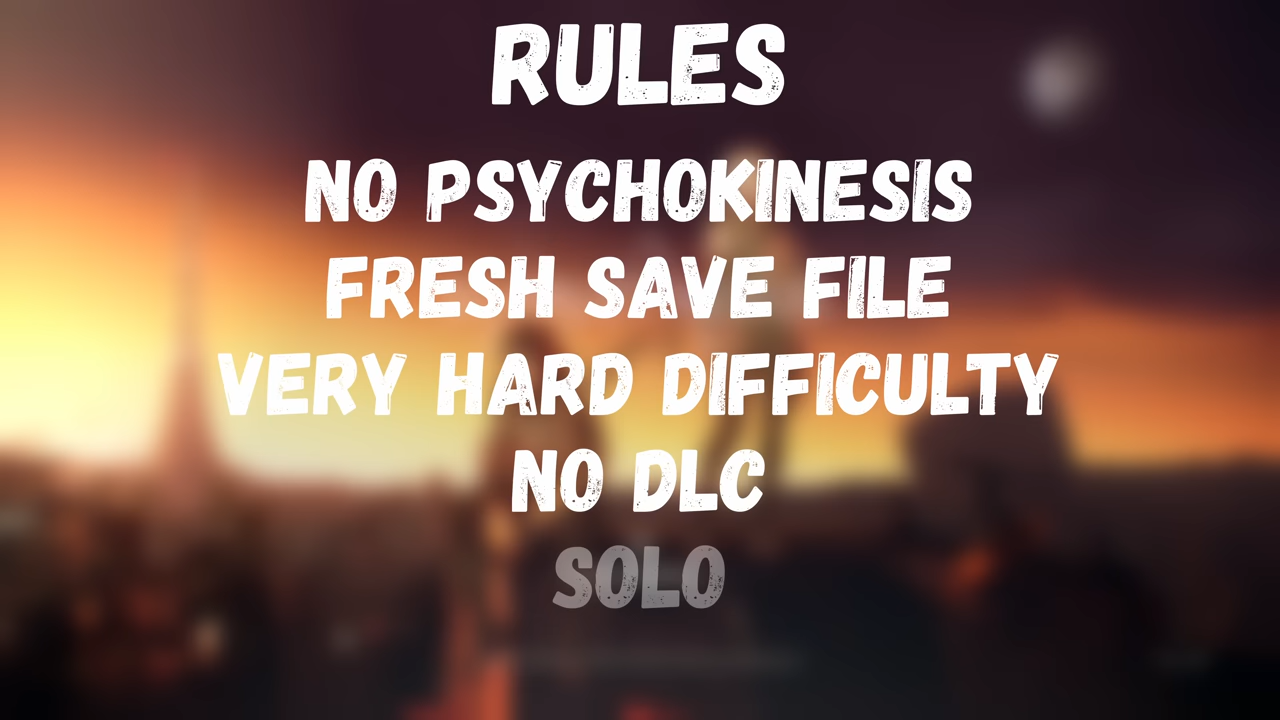 RULES
NO PSYCHOKINESIS
FRESH SAVE FILE
VERY HARD DIFFICULTY
NO DLC
SOLO